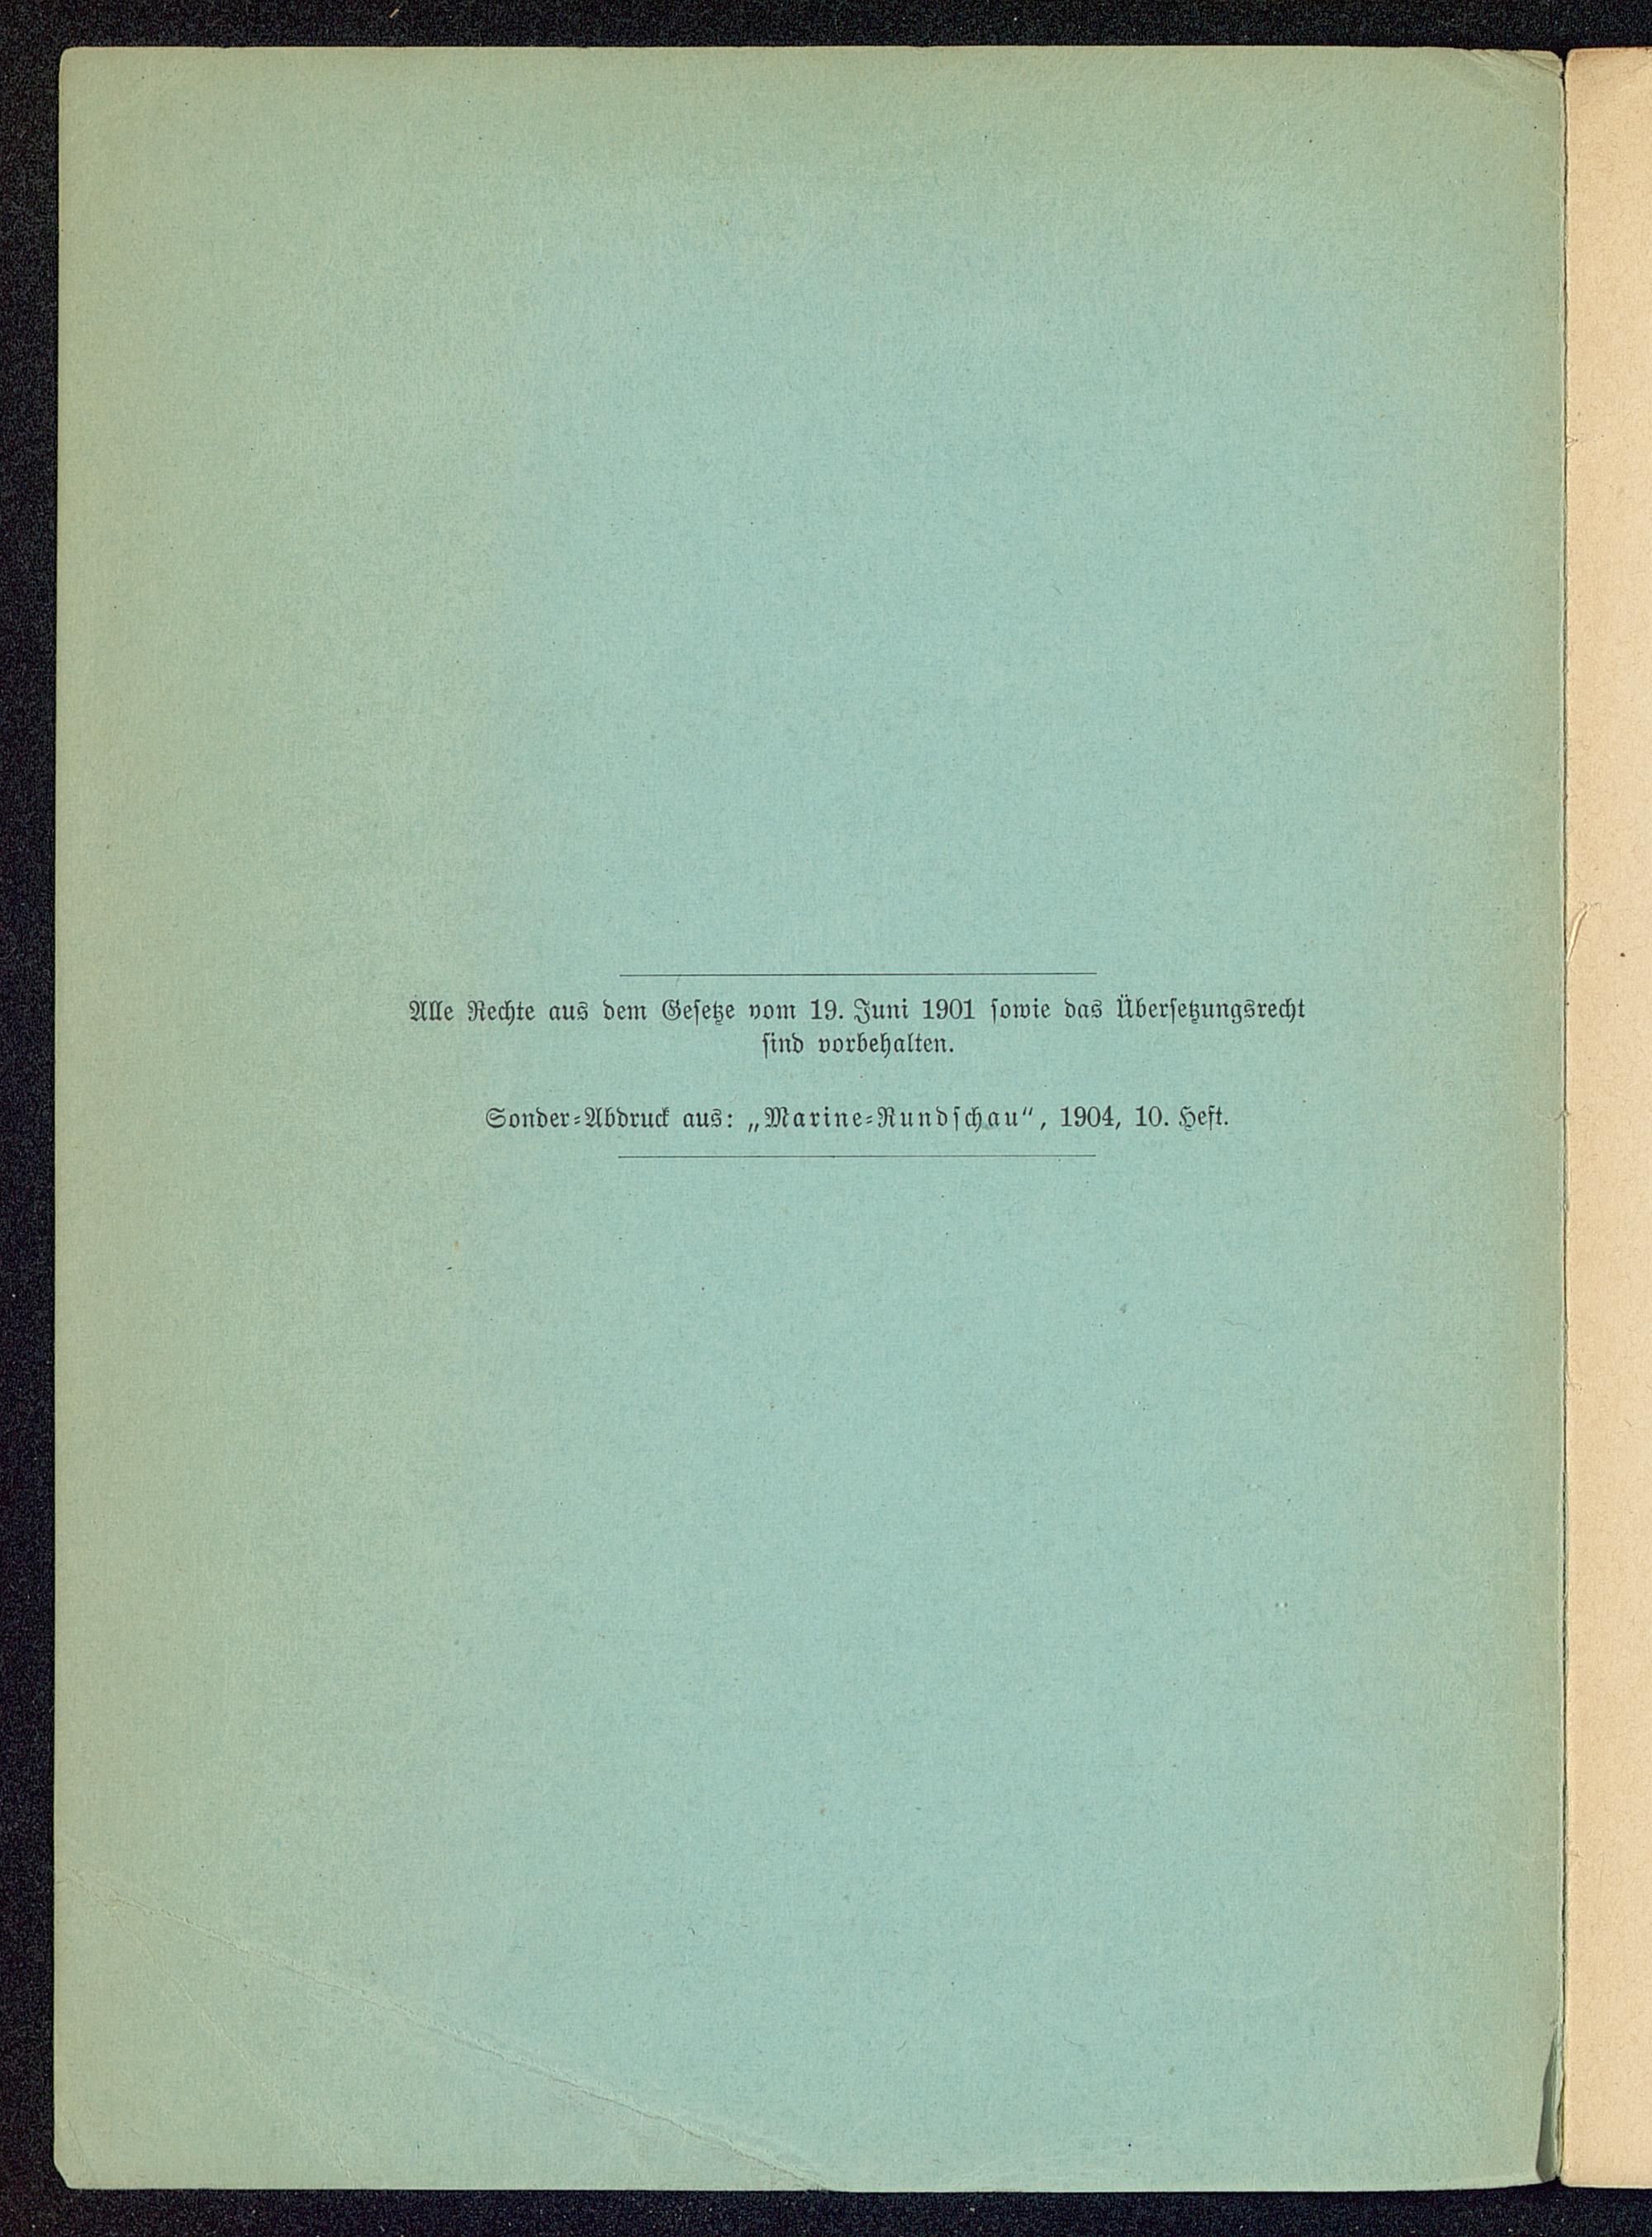 Alle Rechte aus dem Gesetze vom 19. Juni 1901 sowie das Übersetzungsrecht
sind vorbehalten.
Sonder-Abdruck aus: „Marine-Rundschau“, 1904, 10. Heft.